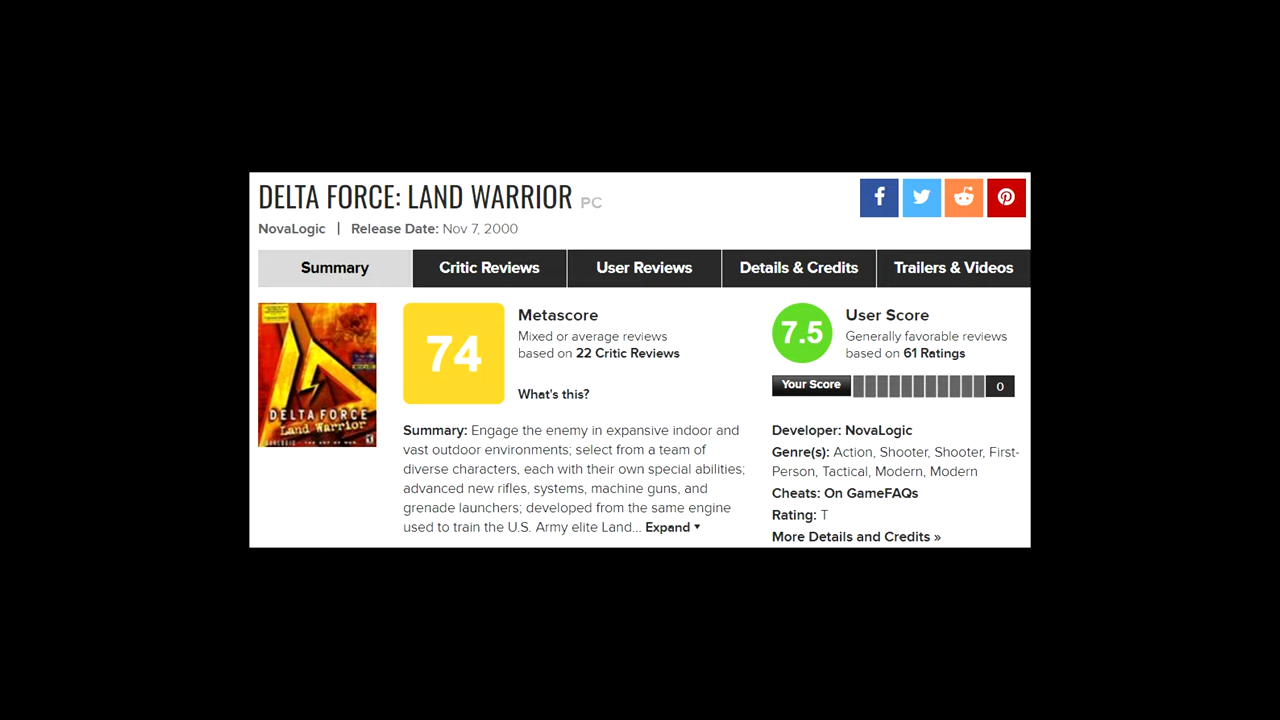 DELTA FORCE: LAND WARRIOR PC
NovaLogic | Release Date: Nov 7, 2000
Summary Critic Reviews User Reviews Details & Credits Trailers & Videos
DELTA FORCE
Land Warrior
74
Metascore
Mixed or average reviews
based on 22 Critic Reviews
What's this?
Summary: Engage the enemy in expansive indoor and
vast outdoor environments; select from a team of
diverse characters, each with their own special abilities;
advanced new rifles, systems, machine guns, and
grenade launchers; developed from the same engine
used to train the U.S. Army elite Land... Expand
7.5
User Score
Generally favorable reviews
based on 61 Ratings
Your Score 0
Developer: NovaLogic
Genre(s): Action, Shooter, Shooter, First-
Person, Tactical, Modern, Modern
Cheats: On GameFAQs
Rating: T
More Details and Credits »